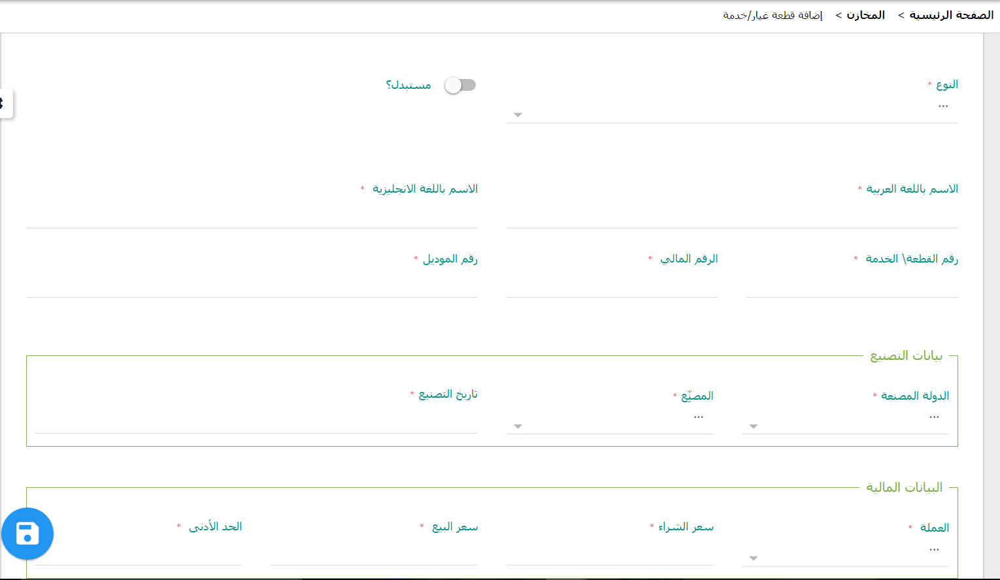 الصفحة الرئيسية > المخازن > إضافة قطعة غيار/خدمة
النوع *
...
مستبدل؟
الاسم باللغة العربية *
الاسم باللغة الانجليزية *
رقم القطعة\ الخدمة *
الرقم المالي *
رقم الموديل *
بيانات التصنيع
الدولة المصنعة *
...
المصنِّع *
...
تاريخ التصنيع *
البيانات المالية
العملة *
...
سعر الشراء *
سعر البيع *
الحد الأدنى *